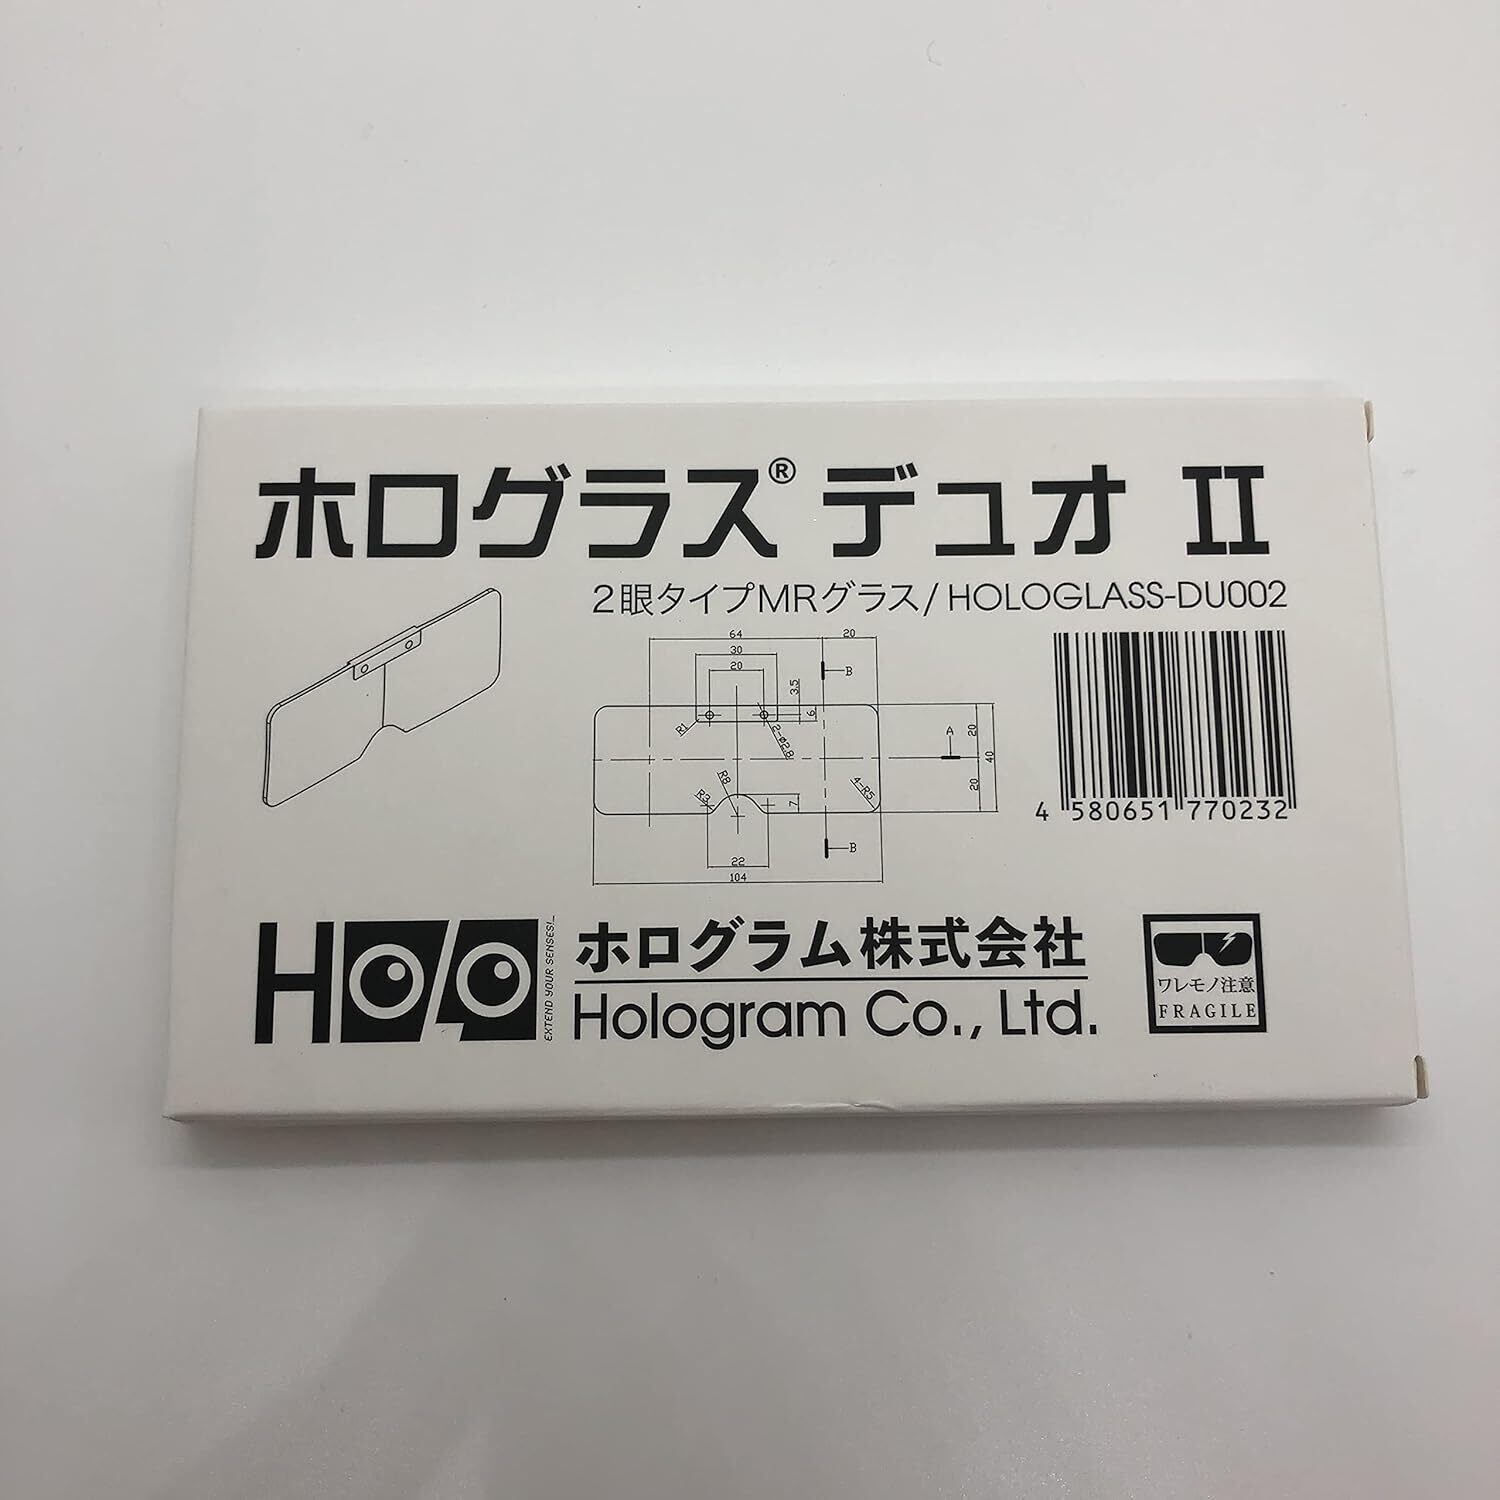 ホログラス® デュオ II
2眼タイプMRグラス/HOLOGLASS-DU002
64
20
30
20
B
3.5
6
R1
2-ø2.8
A
20
40
20
R8
R3
7
4-R5
B
22
104
4 580651 770232
Holo
EXTEND YOUR SENSES!_
ホログラム株式会社
Hologram Co., Ltd.
ワレモノ注意
FRAGILE